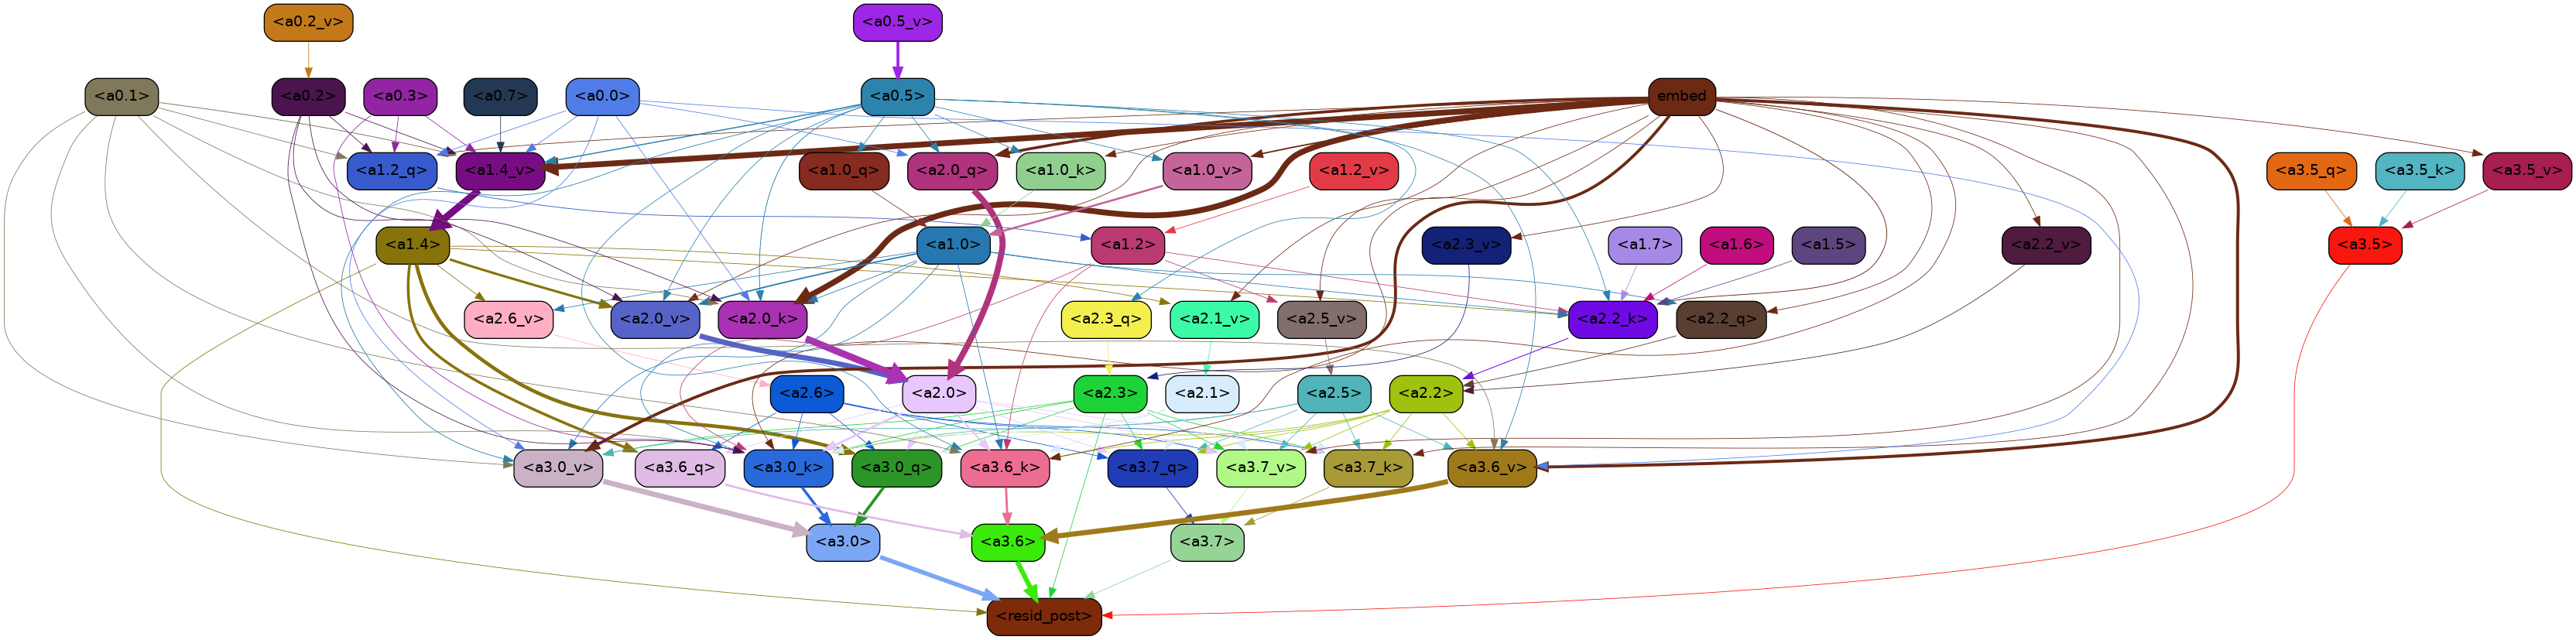 <a0.2_v> <a0.5_v>
<a0.1> <a0.2> <a0.3> <a0.7> <a0.0> <a0.5> embed
<a1.2_q> <a1.4_v> <a1.0_q> <a2.0_q> <a1.0_k> <a1.0_v> <a1.2_v> <a3.5_q> <a3.5_k> <a3.5_v>
<a1.4> <a1.0> <a1.2> <a2.3_v> <a1.7> <a1.6> <a1.5> <a2.2_v> <a3.5>
<a2.6_v> <a2.0_v> <a2.0_k> <a2.3_q> <a2.1_v> <a2.5_v> <a2.2_k> <a2.2_q>
<a2.6> <a2.0> <a2.3> <a2.1> <a2.5> <a2.2>
<a3.0_v> <a3.6_q> <a3.0_k> <a3.0_q> <a3.6_k> <a3.7_q> <a3.7_v> <a3.7_k> <a3.6_v>
<a3.0> <a3.6> <a3.7>
<resid_post>